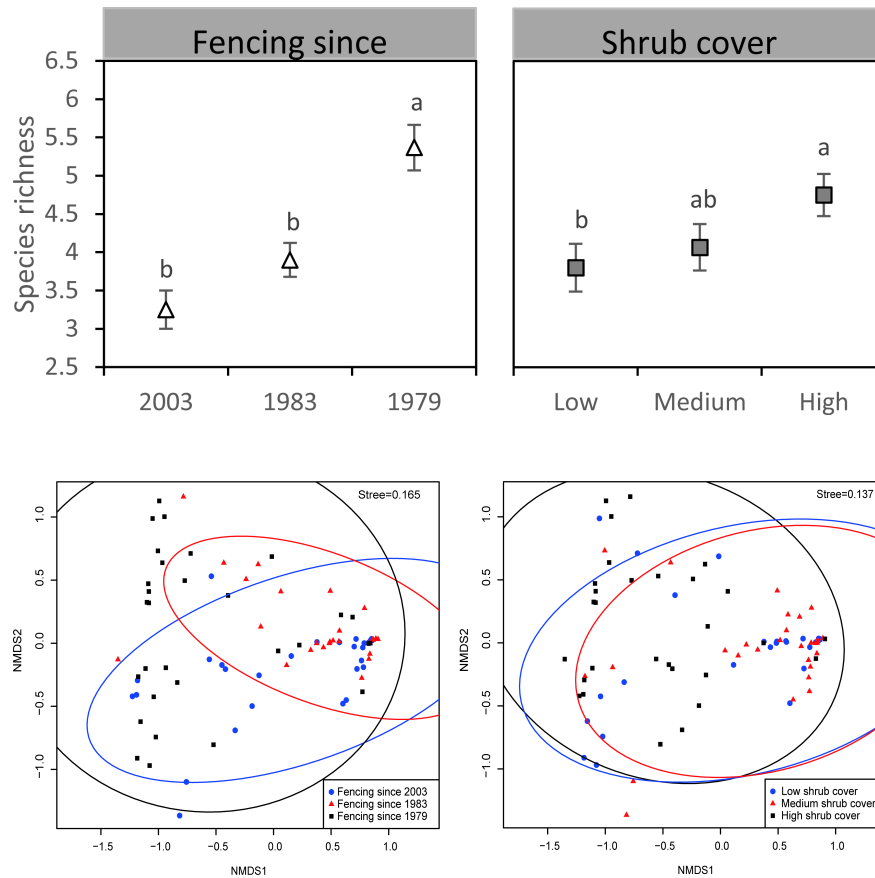 Fencing since
Shrub cover
Species richness
6.5
6
5.5
5
4.5
4
3.5
3
2.5
b
b
a
b
ab
a
2003 1983 1979
Low Medium High
Stree=0.165
NMDS2
1.0
0.5
0.0
−0.5
−1.0
Fencing since 2003
Fencing since 1983
Fencing since 1979
−1.5 −1.0 −0.5 0.0 0.5 1.0
NMDS1
Stree=0.137
NMDS2
1.0
0.5
0.0
−0.5
−1.0
Low shrub cover
Medium shrub cover
High shrub cover
−1.5 −1.0 −0.5 0.0 0.5 1.0
NMDS1